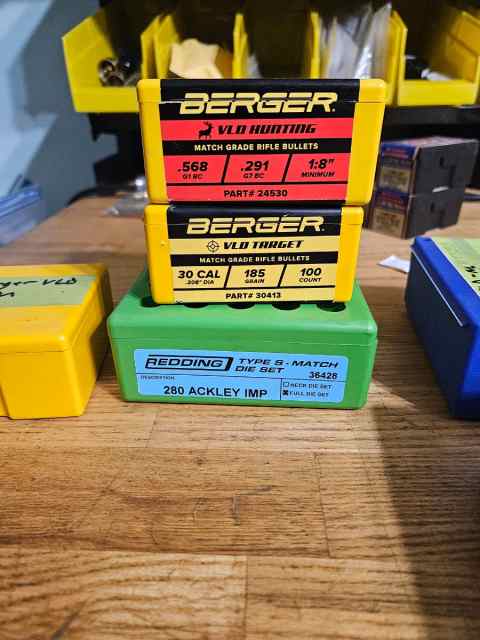 BERGER
VLD HUNTING
MATCH GRADE RIFLE BULLETS
.568 .291 1:8"
G1 BC G7 BC MINIMUM
PART# 24530
BERGER
VLD TARGET
MATCH GRADE RIFLE BULLETS
30 CAL 185 100
.308" DIA GRAIN COUNT
PART# 30413
REDDING TYPE S - MATCH
DIE SET
36428
DESCRIPTION
NECK DIE SET
280 ACKLEY IMP
FULL DIE SET